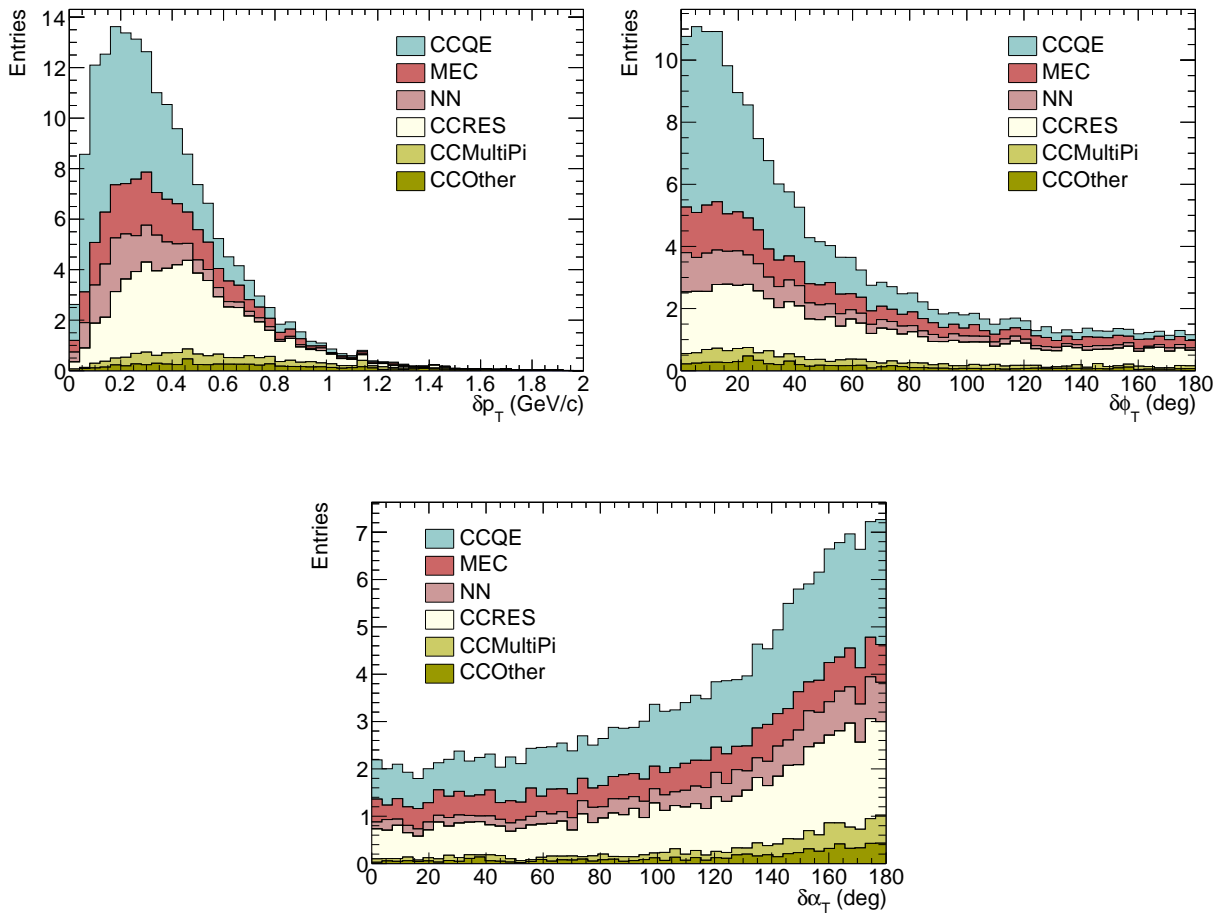 Entries
14
12
10
8
6
4
2
0
CCQE
MEC
NN
CCRES
CCMultiPi
CCOther
0 0.2 0.4 0.6 0.8 1 1.2 1.4 1.6 1.8 2
δp_T (GeV/c)
Entries
10
8
6
4
2
0
CCQE
MEC
NN
CCRES
CCMultiPi
CCOther
0 20 40 60 80 100 120 140 160 180
δϕ_T (deg)
Entries
7
6
5
4
3
2
1
0
CCQE
MEC
NN
CCRES
CCMultiPi
CCOther
0 20 40 60 80 100 120 140 160 180
δα_T (deg)